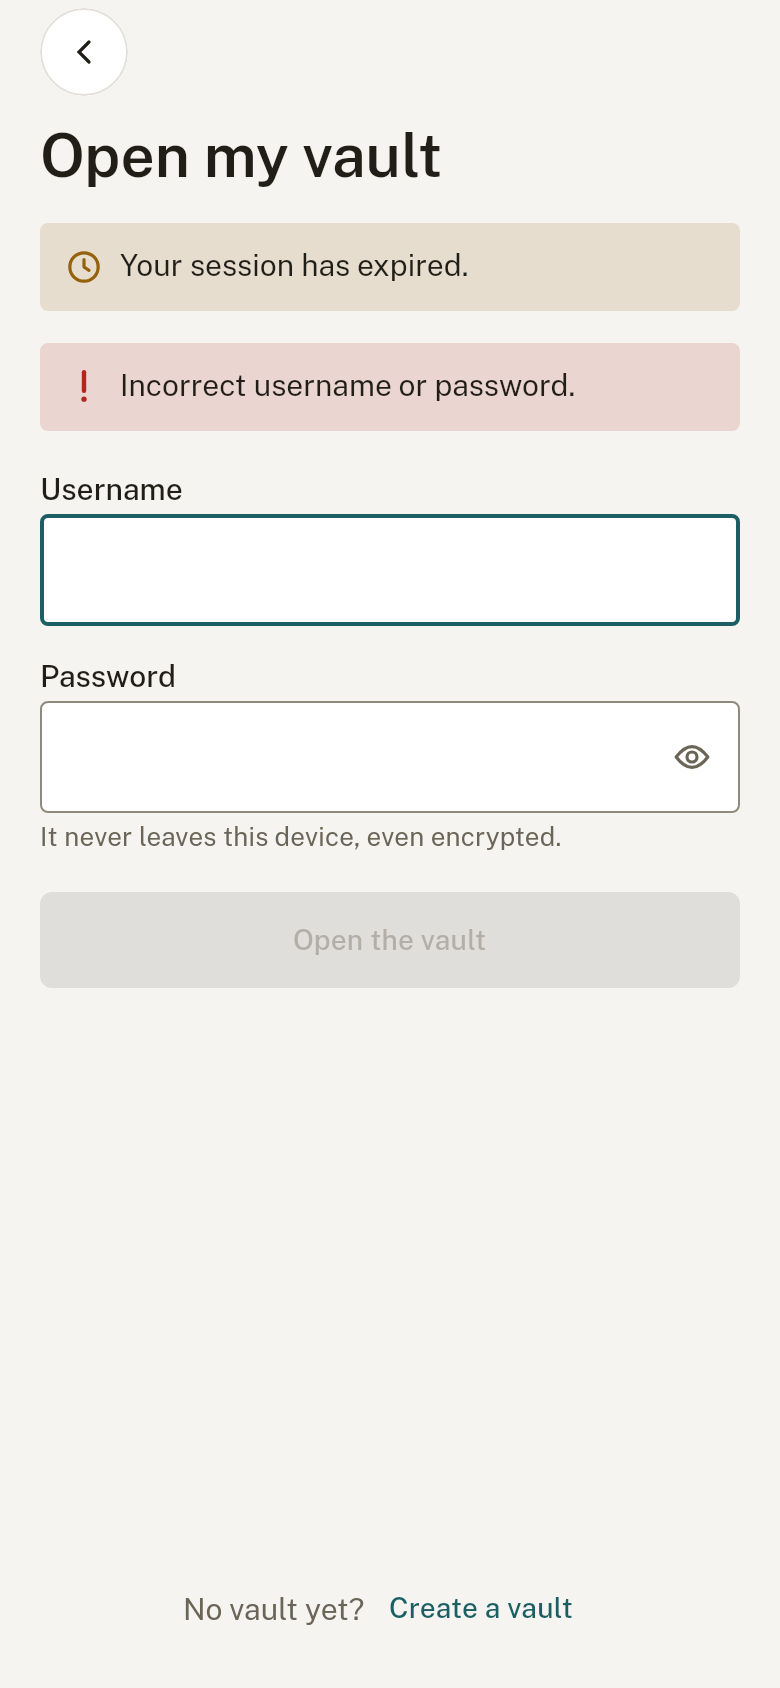 Open my vault
Your session has expired.
Incorrect username or password.
Username
Password
It never leaves this device, even encrypted.
Open the vault
No vault yet? Create a vault